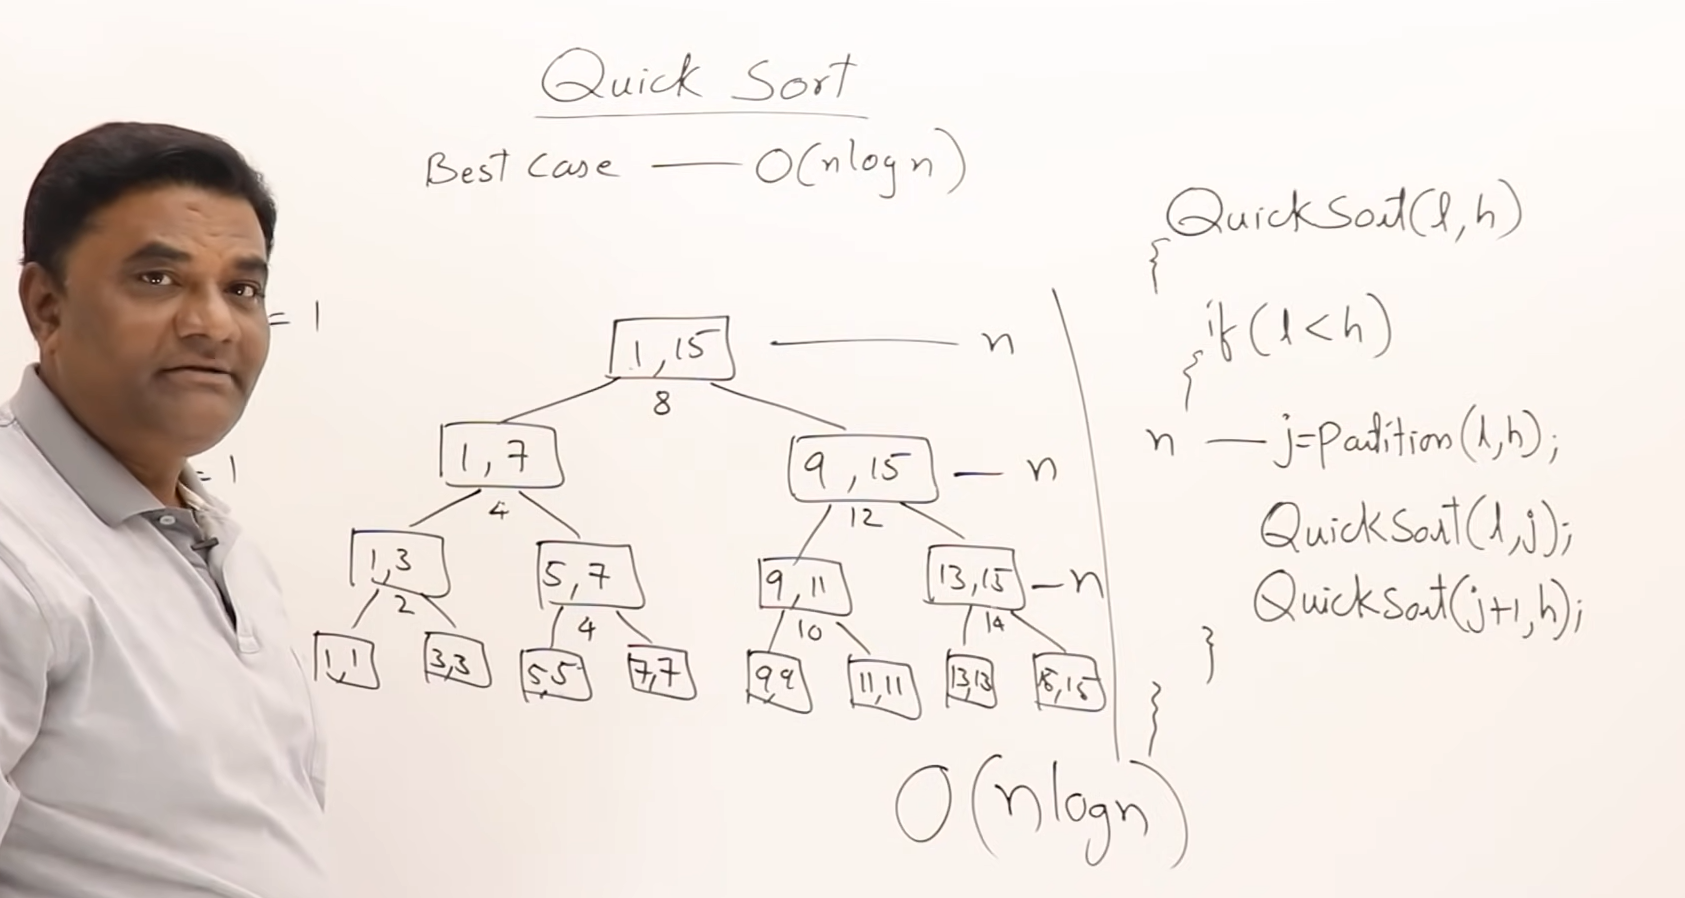 Quick Sort
Best Case — O(nlogn)
= 1
= 1
1,15 — n
8
1,7
9,15 — n
4
12
1,3
5,7
9,11
13,15 — n
2
4
10
14
1,1
3,3
5,5
7,7
9,9
11,11
13,13
15,15
O(nlogn)
QuickSort(l,h)
{
if(l<h)
{
n — j=partition(l,h);
QuickSort(l,j);
QuickSort(j+1,h);
}
}